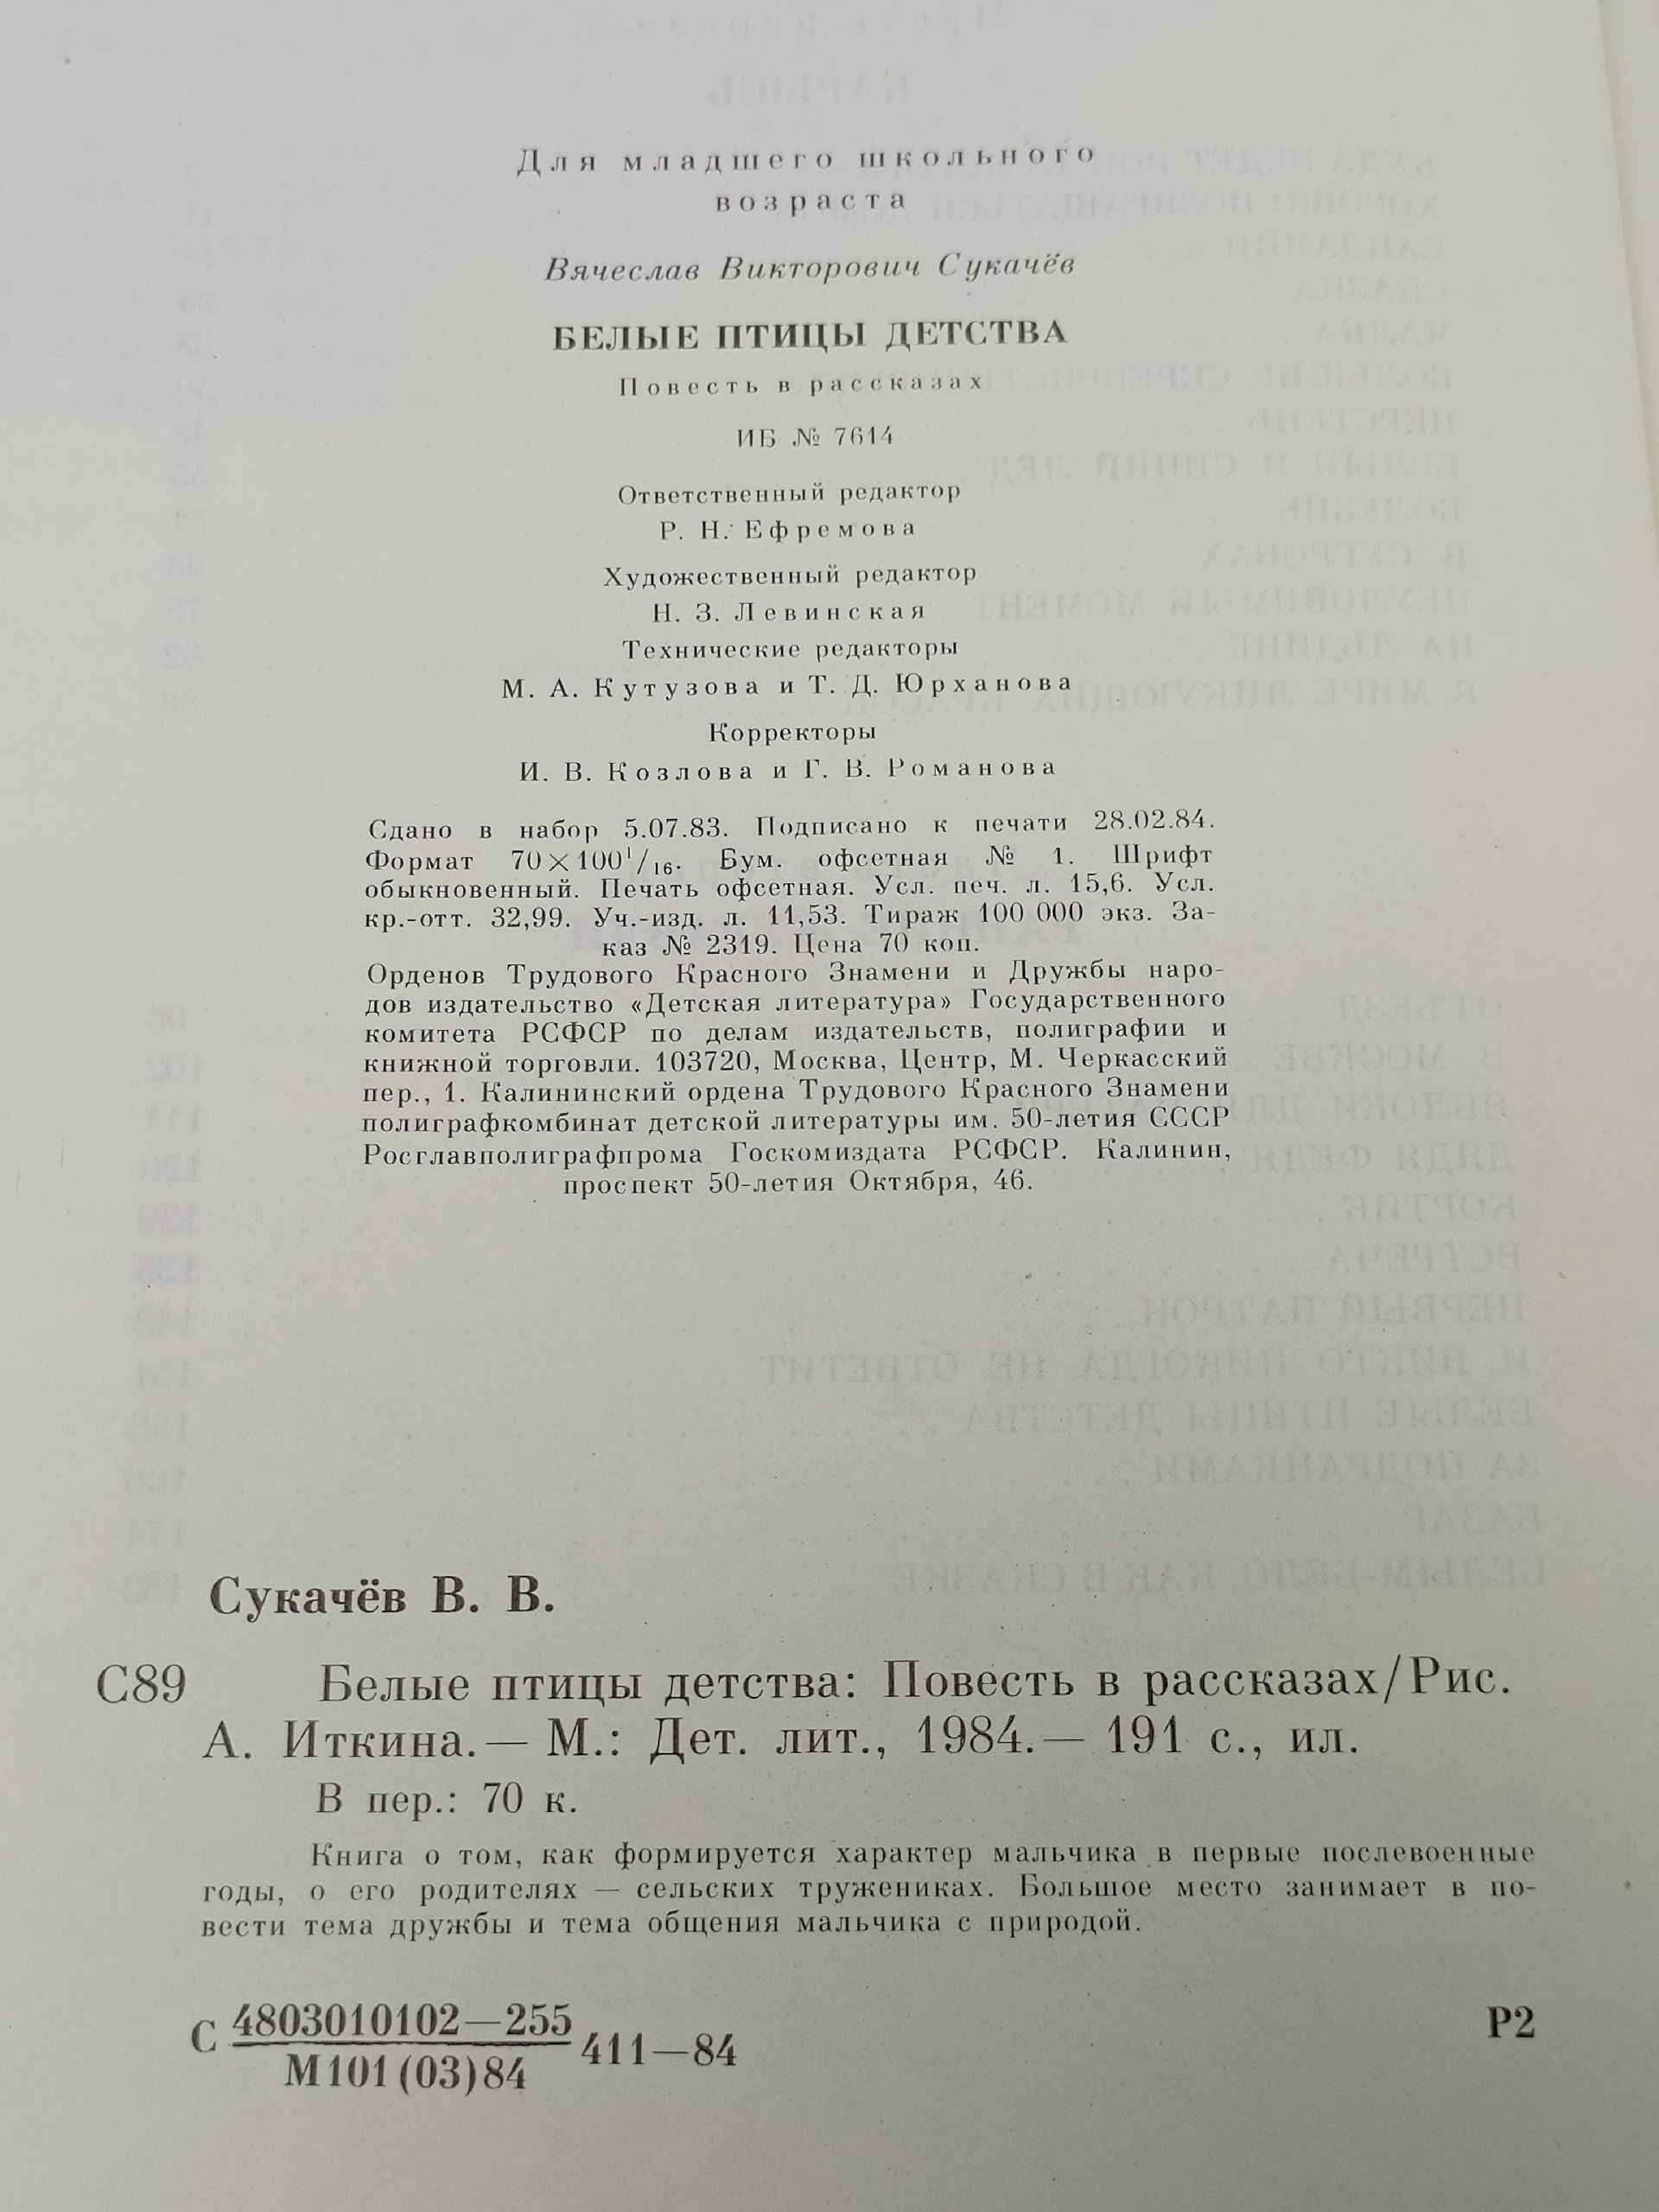 Для младшего школьного
возраста
Вячеслав Викторович Сукачёв
БЕЛЫЕ ПТИЦЫ ДЕТСТВА
Повесть в рассказах
ИБ № 7614
Ответственный редактор
Р. Н. Ефремова
Художественный редактор
Н. З. Левинская
Технические редакторы
М. А. Кутузова и Т. Д. Юрханова
Корректоры
И. В. Козлова и Г. В. Романова
Сдано в набор 5.07.83. Подписано к печати 28.02.84.
Формат 70×100¹/₁₆. Бум. офсетная № 1. Шрифт
обыкновенный. Печать офсетная. Усл. печ. л. 15,6. Усл.
кр.-отт. 32,99. Уч.-изд. л. 11,53. Тираж 100 000 экз. За-
каз № 2319. Цена 70 коп.
Орденов Трудового Красного Знамени и Дружбы наро-
дов издательство «Детская литература» Государственного
комитета РСФСР по делам издательств, полиграфии и
книжной торговли. 103720, Москва, Центр, М. Черкасский
пер., 1. Калининский ордена Трудового Красного Знамени
полиграфкомбинат детской литературы им. 50-летия СССР
Росглавполиграфпрома Госкомиздата РСФСР. Калинин,
проспект 50-летия Октября, 46.
Сукачёв В. В.
С89 Белые птицы детства: Повесть в рассказах/Рис.
А. Иткина.— М.: Дет. лит., 1984.— 191 с., ил.
В пер.: 70 к.
Книга о том, как формируется характер мальчика в первые послевоенные
годы, о его родителях — сельских тружениках. Большое место занимает в по-
вести тема дружбы и тема общения мальчика с природой.
С 4803010102—255
М101(03)84 411—84
Р2